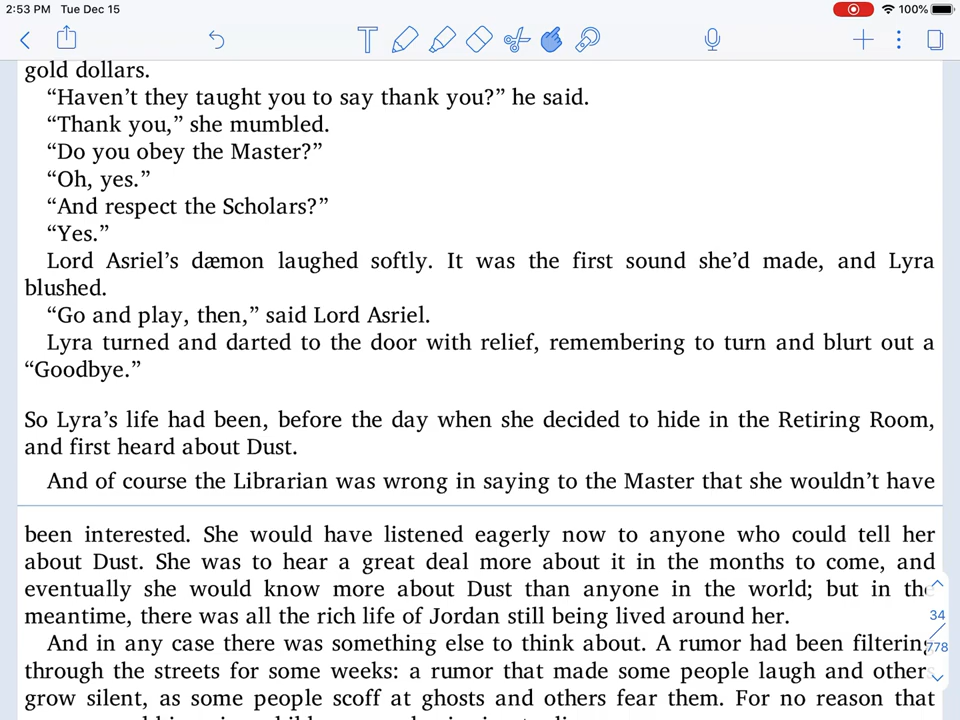 2:53 PM Tue Dec 15
100%
gold dollars.
“Haven’t they taught you to say thank you?” he said.
“Thank you,” she mumbled.
“Do you obey the Master?”
“Oh, yes.”
“And respect the Scholars?”
“Yes.”
Lord Asriel’s dæmon laughed softly. It was the first sound she’d made, and Lyra
blushed.
“Go and play, then,” said Lord Asriel.
Lyra turned and darted to the door with relief, remembering to turn and blurt out a
“Goodbye.”
So Lyra’s life had been, before the day when she decided to hide in the Retiring Room,
and first heard about Dust.
And of course the Librarian was wrong in saying to the Master that she wouldn’t have
been interested. She would have listened eagerly now to anyone who could tell her
about Dust. She was to hear a great deal more about it in the months to come, and
eventually she would know more about Dust than anyone in the world; but in the
meantime, there was all the rich life of Jordan still being lived around her.
34
778
And in any case there was something else to think about. A rumor had been filtering
through the streets for some weeks: a rumor that made some people laugh and others
grow silent, as some people scoff at ghosts and others fear them. For no reason that